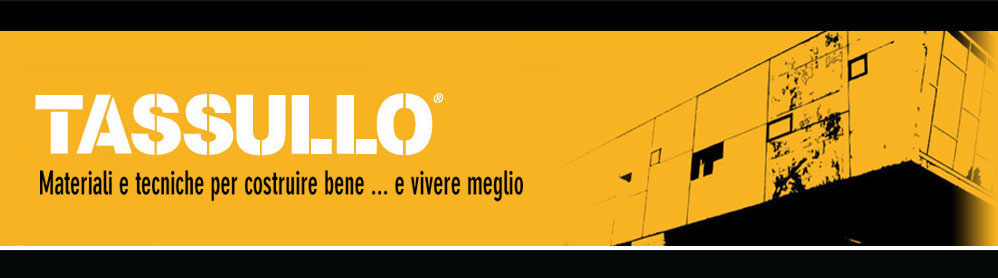 TASSULLO®
Materiali e tecniche per costruire bene ... e vivere meglio